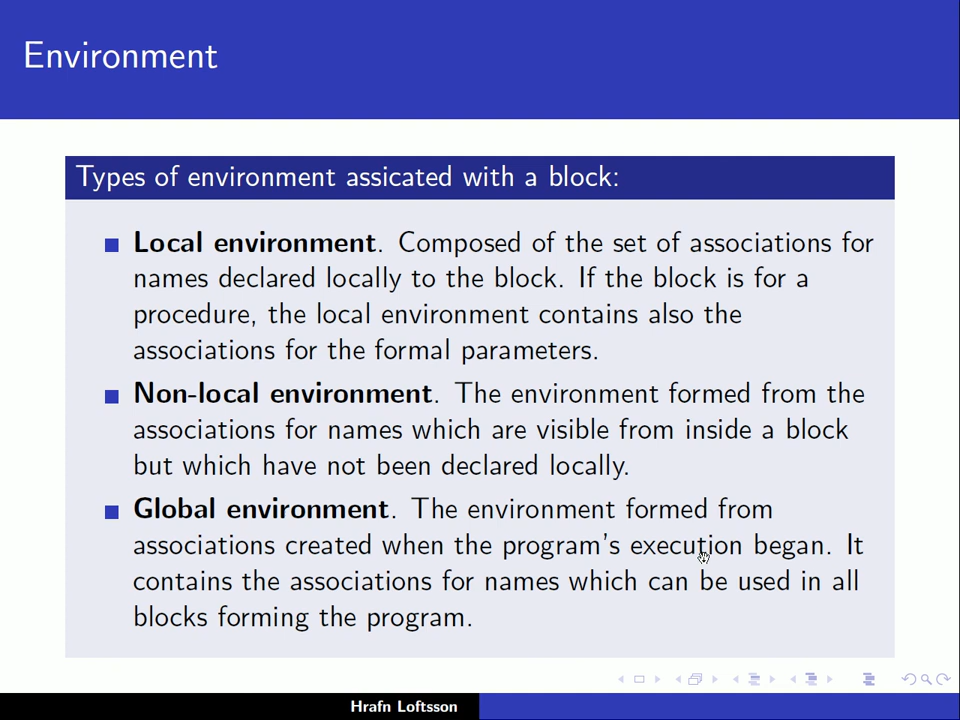 Environment
Types of environment assicated with a block:
Local environment. Composed of the set of associations for
names declared locally to the block. If the block is for a
procedure, the local environment contains also the
associations for the formal parameters.
Non-local environment. The environment formed from the
associations for names which are visible from inside a block
but which have not been declared locally.
Global environment. The environment formed from
associations created when the program's execution began. It
contains the associations for names which can be used in all
blocks forming the program.
Hrafn Loftsson